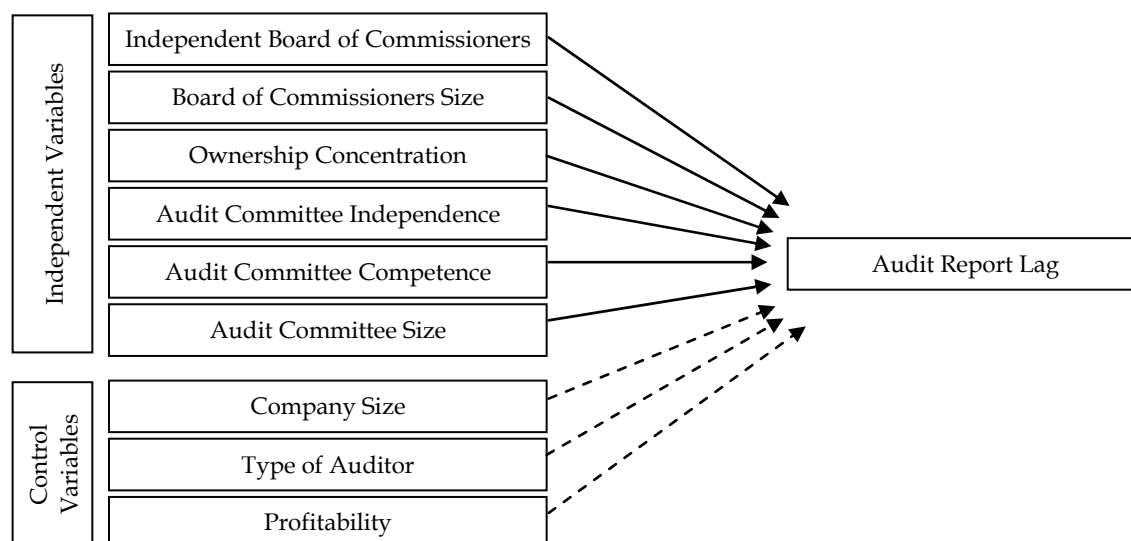 Independent Variables
Independent Board of Commissioners
Board of Commissioners Size
Ownership Concentration
Audit Committee Independence
Audit Committee Competence
Audit Committee Size
Audit Report Lag
Control
Variables
Company Size
Type of Auditor
Profitability